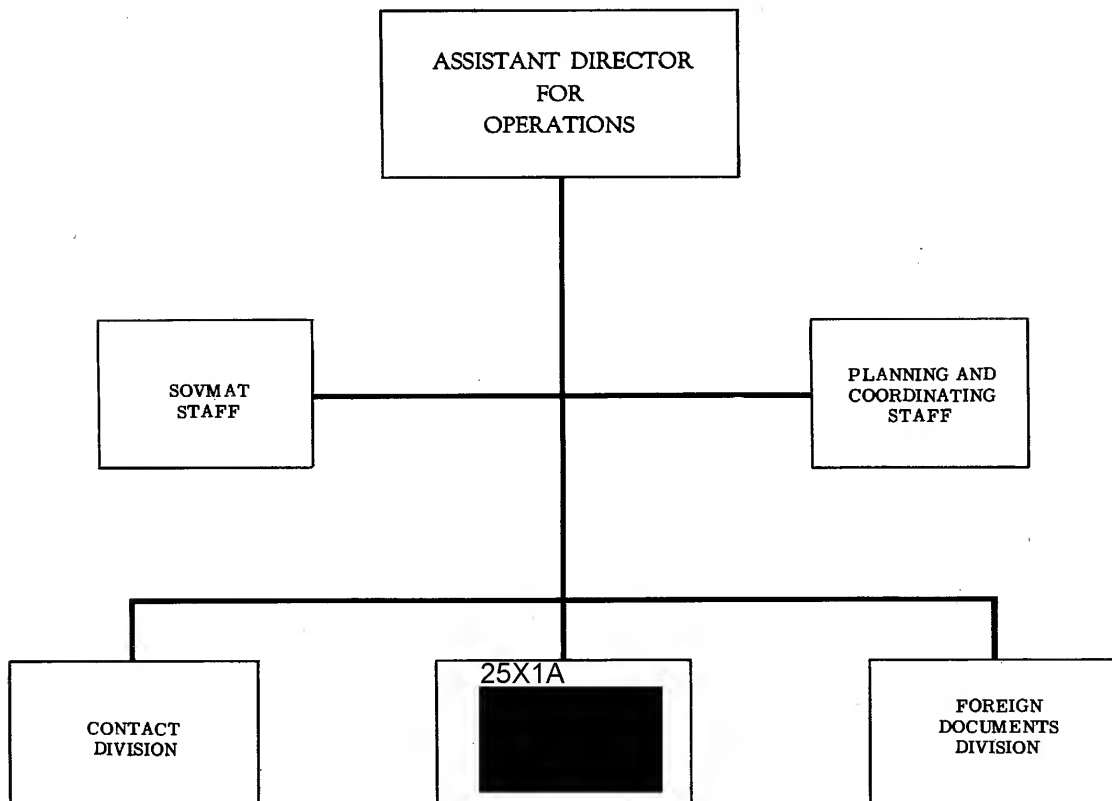 ASSISTANT DIRECTOR
FOR
OPERATIONS
SOVMAT
STAFF
PLANNING AND
COORDINATING
STAFF
CONTACT
DIVISION
25X1A
FOREIGN
DOCUMENTS
DIVISION